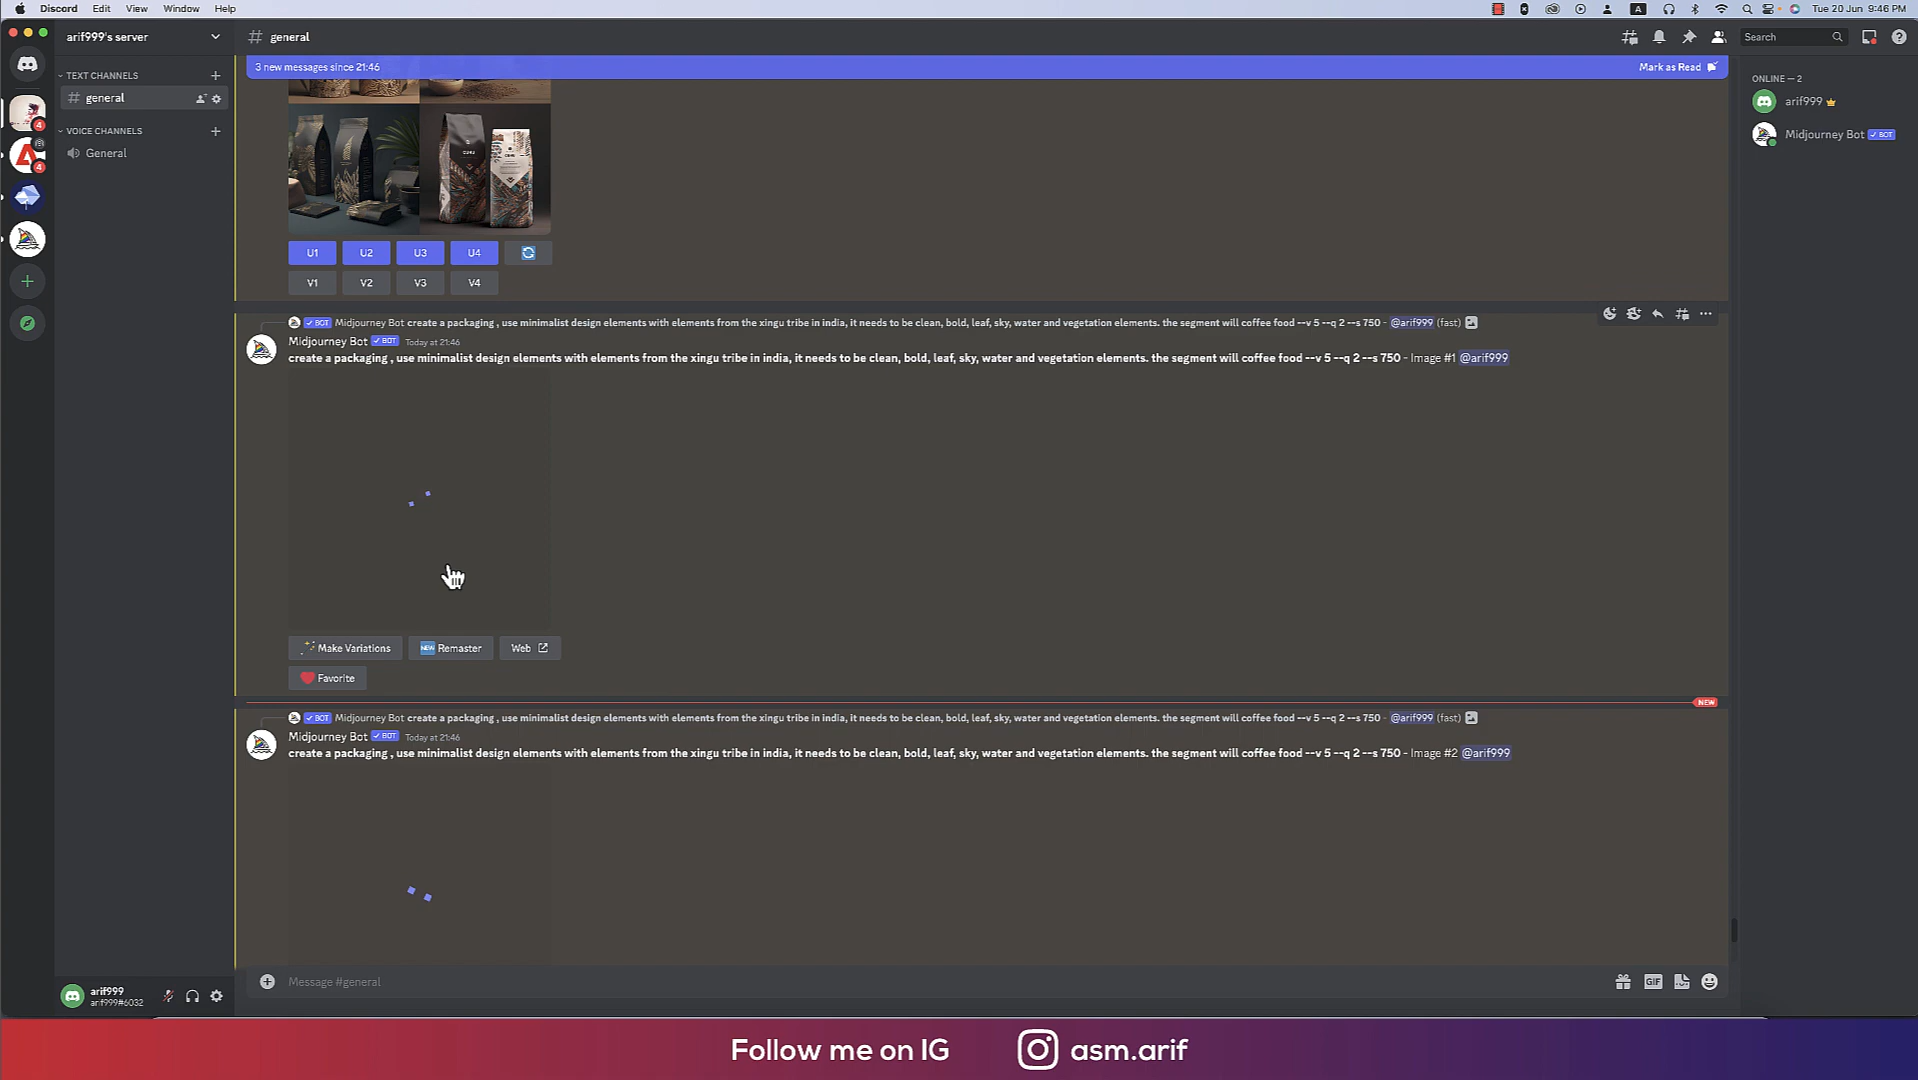 Discord Edit View Window Help
A
Tue 20 Jun 9:46 PM
arif999's server
general
Search
TEXT CHANNELS
general
VOICE CHANNELS
General
3 new messages since 21:46
Mark as Read
ONLINE — 2
arif999
Midjourney Bot BOT
4
4
U1 U2 U3 U4
V1 V2 V3 V4
BOT Midjourney Bot create a packaging , use minimalist design elements with elements from the xingu tribe in india, it needs to be clean, bold, leaf, sky, water and vegetation elements. the segment will coffee food --v 5 --q 2 --s 750 - @arif999 (fast)
Midjourney Bot BOT Today at 21:46
create a packaging , use minimalist design elements with elements from the xingu tribe in india, it needs to be clean, bold, leaf, sky, water and vegetation elements. the segment will coffee food --v 5 --q 2 --s 750 - Image #1 @arif999
Make Variations NEW Remaster Web
Favorite
NEW
BOT Midjourney Bot create a packaging , use minimalist design elements with elements from the xingu tribe in india, it needs to be clean, bold, leaf, sky, water and vegetation elements. the segment will coffee food --v 5 --q 2 --s 750 - @arif999 (fast)
Midjourney Bot BOT Today at 21:46
create a packaging , use minimalist design elements with elements from the xingu tribe in india, it needs to be clean, bold, leaf, sky, water and vegetation elements. the segment will coffee food --v 5 --q 2 --s 750 - Image #2 @arif999
Message #general
GIF
arif999
arif999#6032
Follow me on IG asm.arif